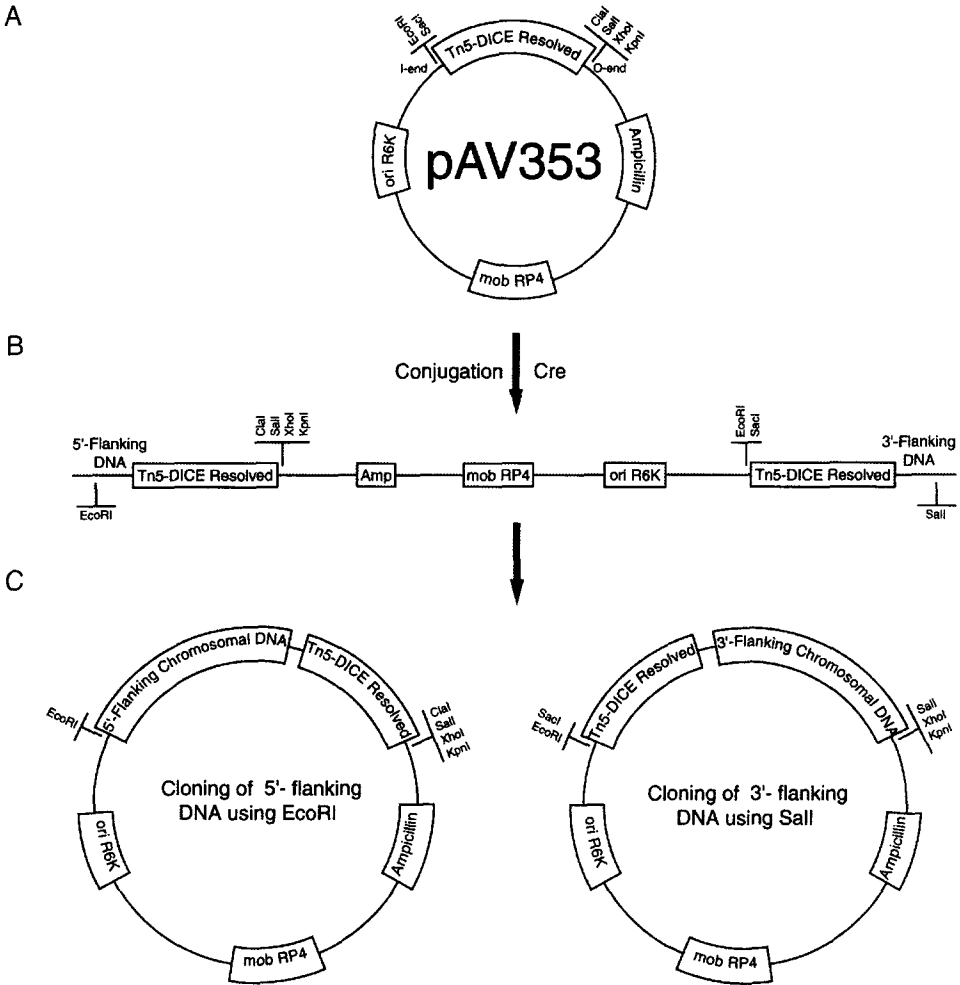 A
EcoRI
SacI
Tn5-DICE Resolved
ClaI
SalI
XhoI
KpnI
I-end
O-end
ori R6K
pAV353
Ampicillin
mob RP4
B
Conjugation
Cre
5'-Flanking
DNA
ClaI
SalI
XhoI
KpnI
EcoRI
SacI
3'-Flanking
DNA
Tn5-DICE Resolved
Amp
mob RP4
ori R6K
Tn5-DICE Resolved
EcoRI
SalI
C
5'-Flanking Chromosomal DNA
Tn5-DICE Resolved
EcoRI
ClaI
SalI
XhoI
KpnI
Cloning of 5'- flanking
DNA using EcoRI
ori R6K
Ampicillin
mob RP4
Tn5-DICE Resolved
3'-Flanking Chromosomal DNA
SacI
EcoRI
SalI
XhoI
KpnI
Cloning of 3'- flanking
DNA using SalI
ori R6K
Ampicillin
mob RP4